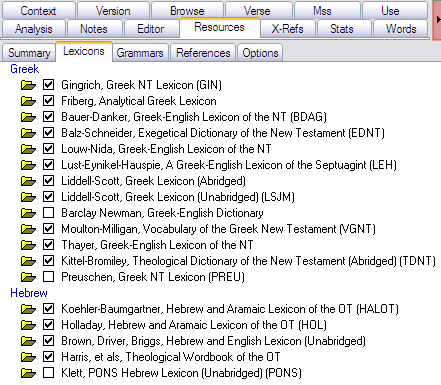 Context Version Browse Verse Mss Use
Analysis Notes Editor Resources X-Refs Stats Words
Summary Lexicons Grammars References Options
Greek
Gingrich, Greek NT Lexicon (GIN)
Friberg, Analytical Greek Lexicon
Bauer-Danker, Greek-English Lexicon of the NT (BDAG)
Balz-Schneider, Exegetical Dictionary of the New Testament (EDNT)
Louw-Nida, Greek-English Lexicon of the NT
Lust-Eynikel-Hauspie, A Greek-English Lexicon of the Septuagint (LEH)
Liddell-Scott, Greek Lexicon (Abridged)
Liddell-Scott, Greek Lexicon (Unabridged) (LSJM)
Barclay Newman, Greek-English Dictionary
Moulton-Milligan, Vocabulary of the Greek New Testament (VGNT)
Thayer, Greek-English Lexicon of the NT
Kittel-Bromiley, Theological Dictionary of the New Testament (Abridged) (TDNT)
Preuschen, Greek NT Lexicon (PREU)
Hebrew
Koehler-Baumgartner, Hebrew and Aramaic Lexicon of the OT (HALOT)
Holladay, Hebrew and Aramaic Lexicon of the OT (HOL)
Brown, Driver, Briggs, Hebrew and English Lexicon (Unabridged)
Harris, et als, Theological Wordbook of the OT
Klett, PONS Hebrew Lexicon (Unabridged) (PONS)